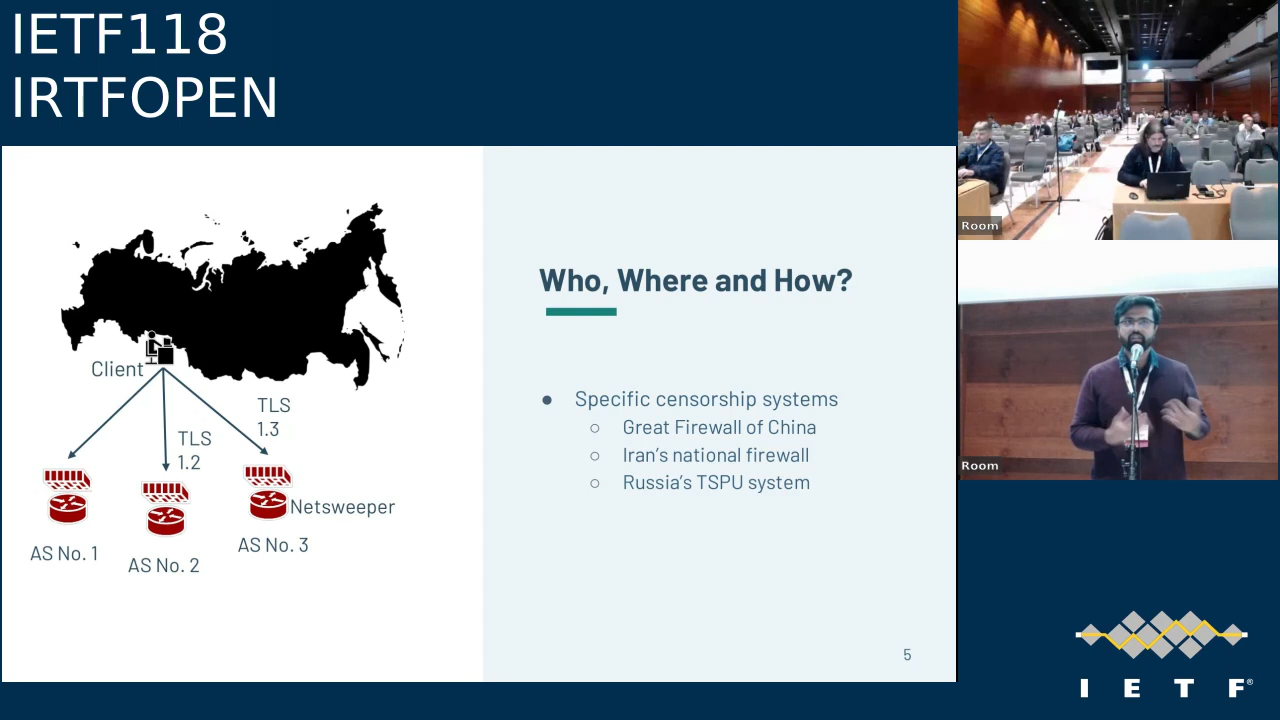 IETF118
IRTFOPEN
Client
TLS
1.3
TLS
1.2
Netsweeper
AS No. 1
AS No. 2
AS No. 3
Who, Where and How?
● Specific censorship systems
○ Great Firewall of China
○ Iran's national firewall
○ Russia's TSPU system
5
Room
Room
I E T F®